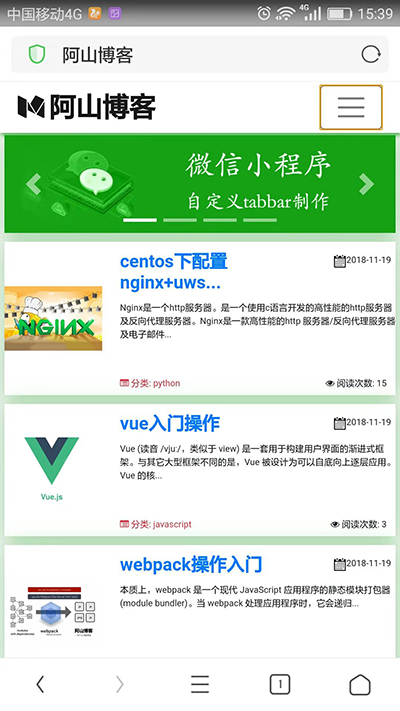 中国移动4G
4G
15:39
阿山博客
阿山博客
微信小程序
自定义tabbar制作
centos下配置
nginx+uws...
2018-11-19
Nginx是一个http服务器。是一个使用c语言开发的高性能的http服务器
及反向代理服务器。Nginx是一款高性能的http 服务器/反向代理服务器
及电子邮件...
NGINX
分类: python
阅读次数: 15
vue入门操作
2018-11-19
Vue (读音 /vjuː/，类似于 view) 是一套用于构建用户界面的渐进式框
架。与其它大型框架不同的是，Vue 被设计为可以自底向上逐层应用。
Vue 的核...
Vue.js
分类: javascript
阅读次数: 3
webpack操作入门
2018-11-19
本质上，webpack 是一个现代 JavaScript 应用程序的静态模块打包器
(module bundler)。当 webpack 处理应用程序时，它会递归...
webpack
阿山博客
1